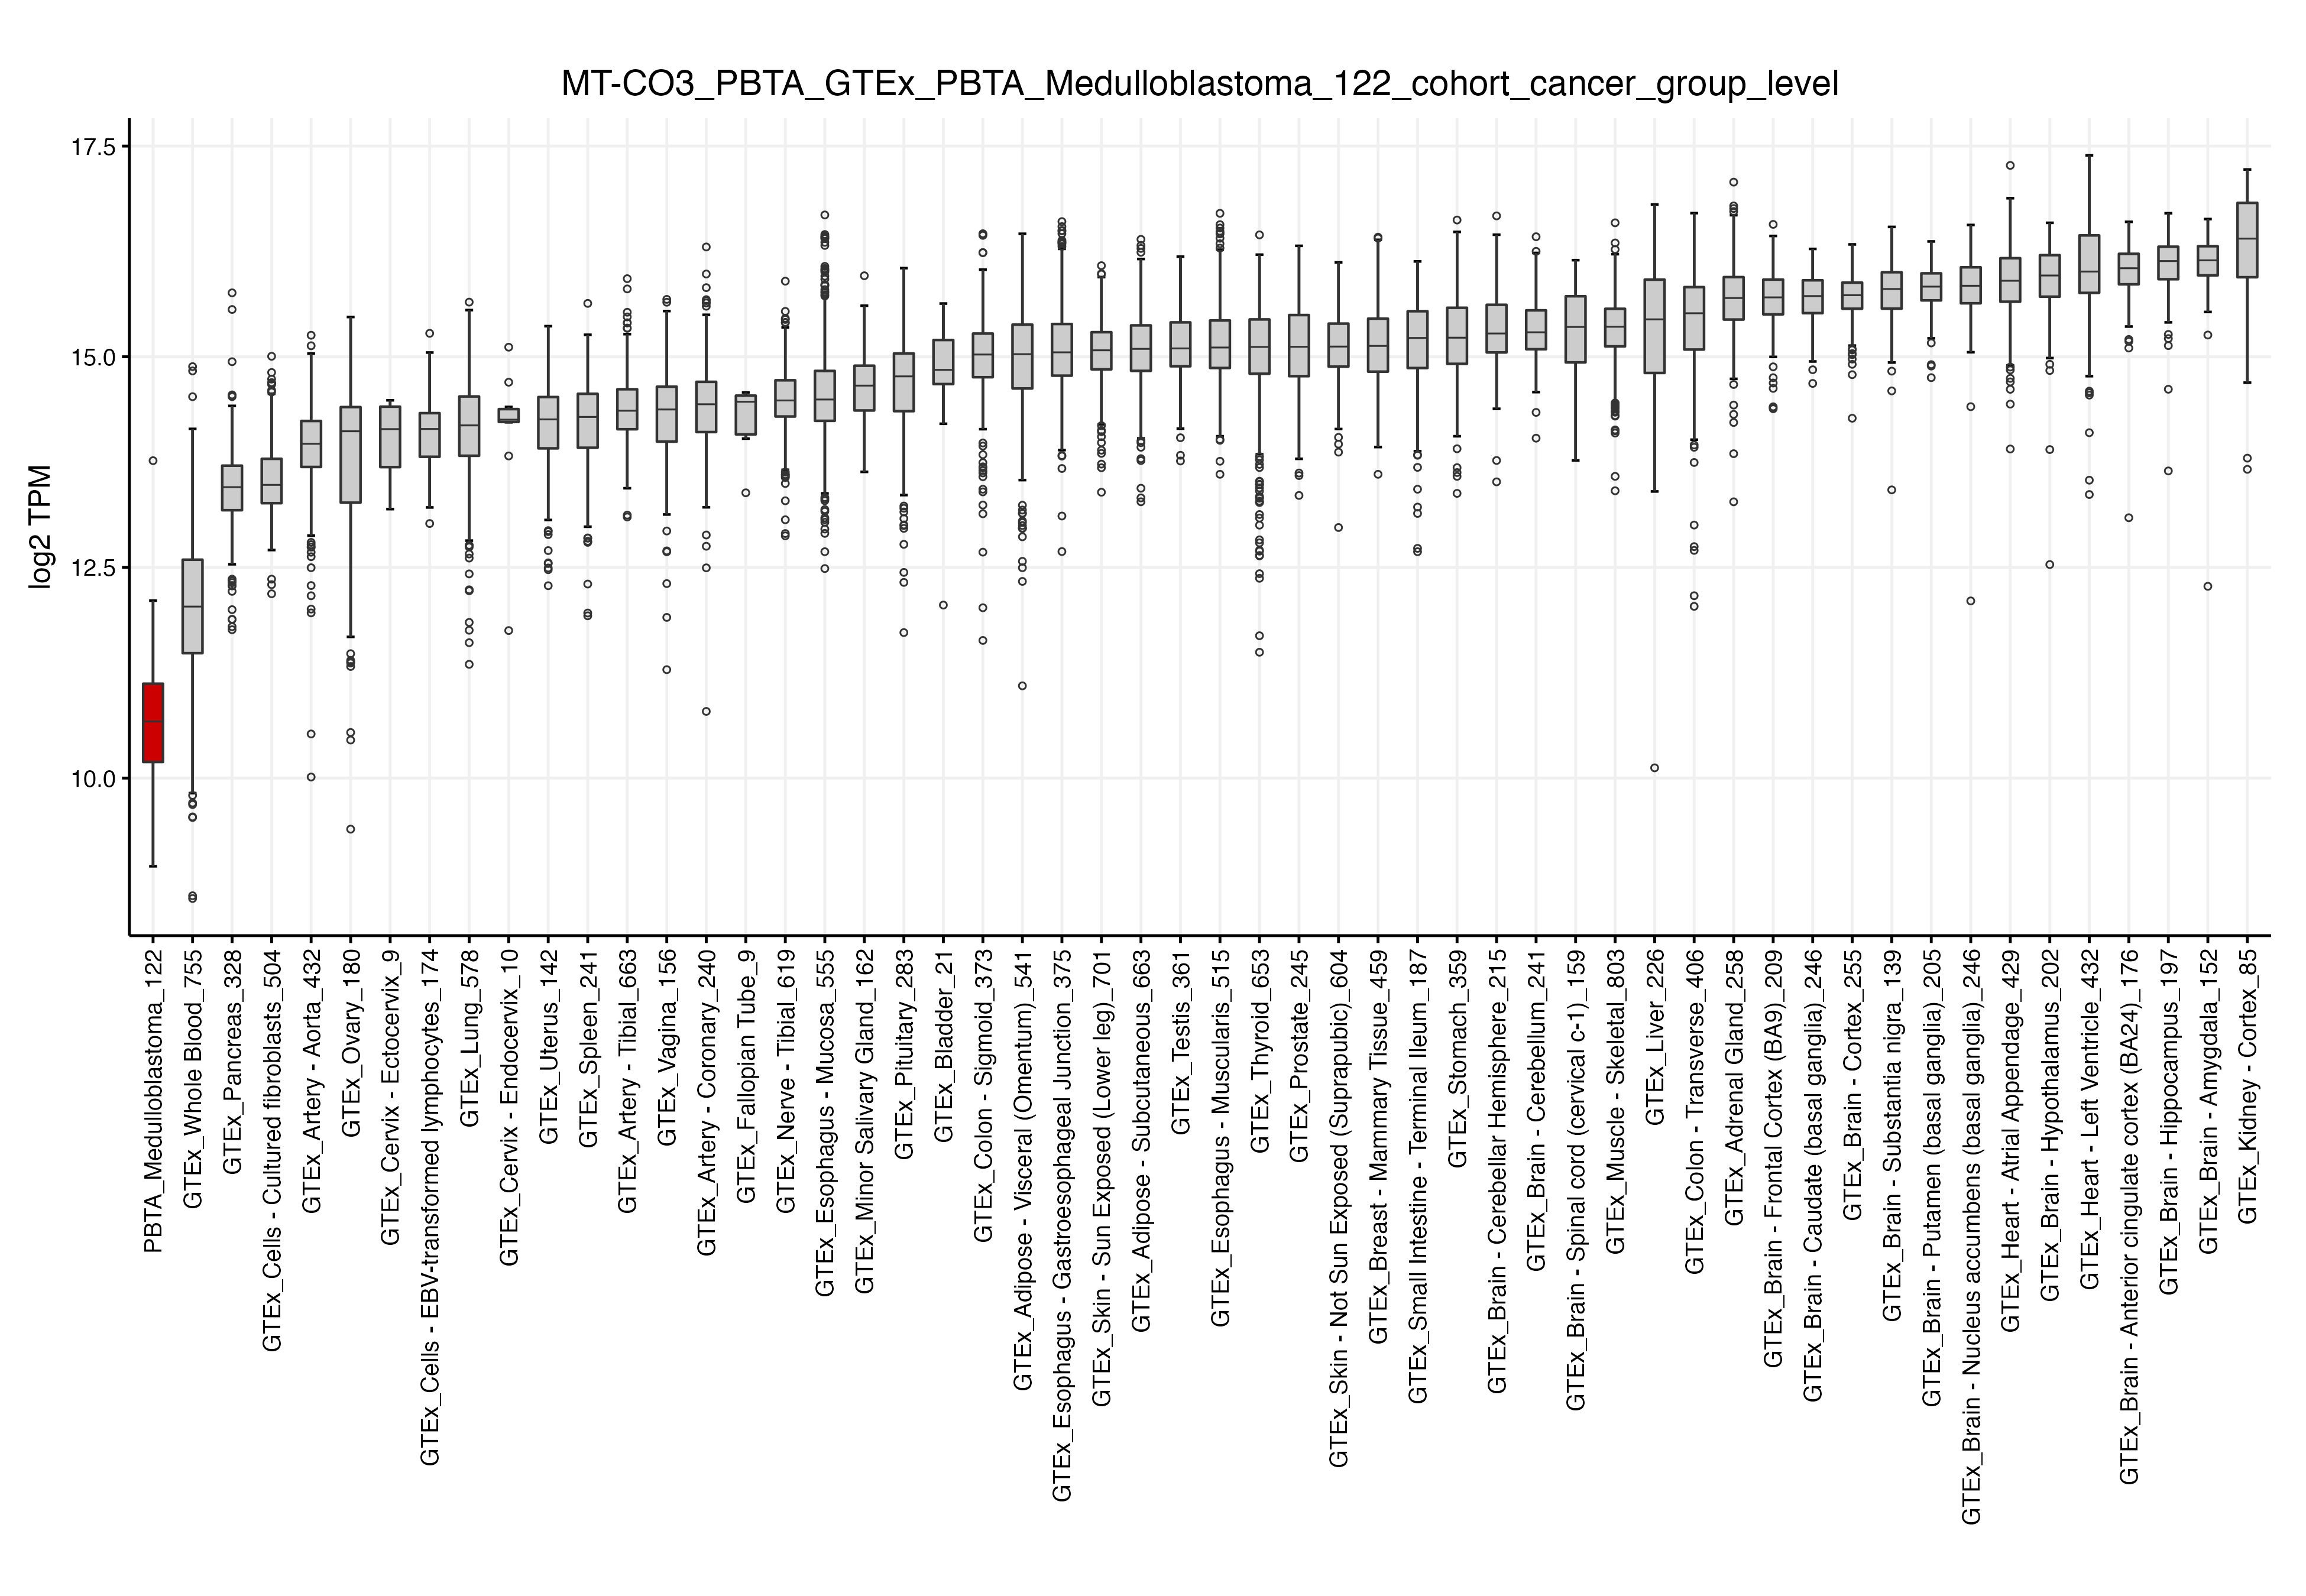 MT-CO3_PBTA_GTEx_PBTA_Medulloblastoma_122_cohort_cancer_group_level
log2 TPM
17.5
15.0
12.5
10.0
PBTA_Medulloblastoma_122
GTEx_Whole Blood_755
GTEx_Pancreas_328
GTEx_Cells - Cultured fibroblasts_504
GTEx_Artery - Aorta_432
GTEx_Ovary_180
GTEx_Cervix - Ectocervix_9
GTEx_Cells - EBV-transformed lymphocytes_174
GTEx_Lung_578
GTEx_Cervix - Endocervix_10
GTEx_Uterus_142
GTEx_Spleen_241
GTEx_Artery - Tibial_663
GTEx_Vagina_156
GTEx_Artery - Coronary_240
GTEx_Fallopian Tube_9
GTEx_Nerve - Tibial_619
GTEx_Esophagus - Mucosa_555
GTEx_Minor Salivary Gland_162
GTEx_Pituitary_283
GTEx_Bladder_21
GTEx_Colon - Sigmoid_373
GTEx_Adipose - Visceral (Omentum)_541
GTEx_Esophagus - Gastroesophageal Junction_375
GTEx_Skin - Sun Exposed (Lower leg)_701
GTEx_Adipose - Subcutaneous_663
GTEx_Testis_361
GTEx_Esophagus - Muscularis_515
GTEx_Thyroid_653
GTEx_Prostate_245
GTEx_Skin - Not Sun Exposed (Suprapubic)_604
GTEx_Breast - Mammary Tissue_459
GTEx_Small Intestine - Terminal Ileum_187
GTEx_Stomach_359
GTEx_Brain - Cerebellar Hemisphere_215
GTEx_Brain - Cerebellum_241
GTEx_Brain - Spinal cord (cervical c-1)_159
GTEx_Muscle - Skeletal_803
GTEx_Liver_226
GTEx_Colon - Transverse_406
GTEx_Adrenal Gland_258
GTEx_Brain - Frontal Cortex (BA9)_209
GTEx_Brain - Caudate (basal ganglia)_246
GTEx_Brain - Cortex_255
GTEx_Brain - Substantia nigra_139
GTEx_Brain - Putamen (basal ganglia)_205
GTEx_Brain - Nucleus accumbens (basal ganglia)_246
GTEx_Heart - Atrial Appendage_429
GTEx_Brain - Hypothalamus_202
GTEx_Heart - Left Ventricle_432
GTEx_Brain - Anterior cingulate cortex (BA24)_176
GTEx_Brain - Hippocampus_197
GTEx_Brain - Amygdala_152
GTEx_Kidney - Cortex_85